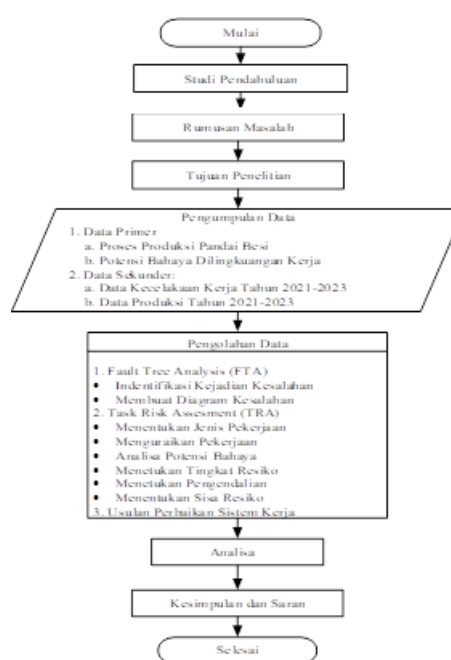 Mulai
Studi Pendahuluan
Rumusan Masalah
Tujuan Penelitian
Pengumpulan Data
1. Data Primer
a. Proses Produksi Pandai Besi
b. Potensi Bahaya Dilingkuangan Kerja
2. Data Sekunder:
a. Data Kecelakaan Kerja Tahun 2021-2023
b. Data Produksi Tahun 2021-2023
Pengolahan Data
1. Fault Tree Analysis (FTA)
• Indentifikasi Kejadian Kesalahan
• Membuat Diagram Kesalahan
2. Task Risk Assesment (TRA)
• Menentukan Jenis Pekerjaan
• Menguraikan Pekerjaan
• Analisa Potensi Bahaya
• Menetukan Tingkat Resiko
• Menetukan Pengendalian
• Menentukan Sisa Resiko
3. Usulan Perbaikan Sistem Kerja
Analisa
Kesimpulan dan Saran
Selesai